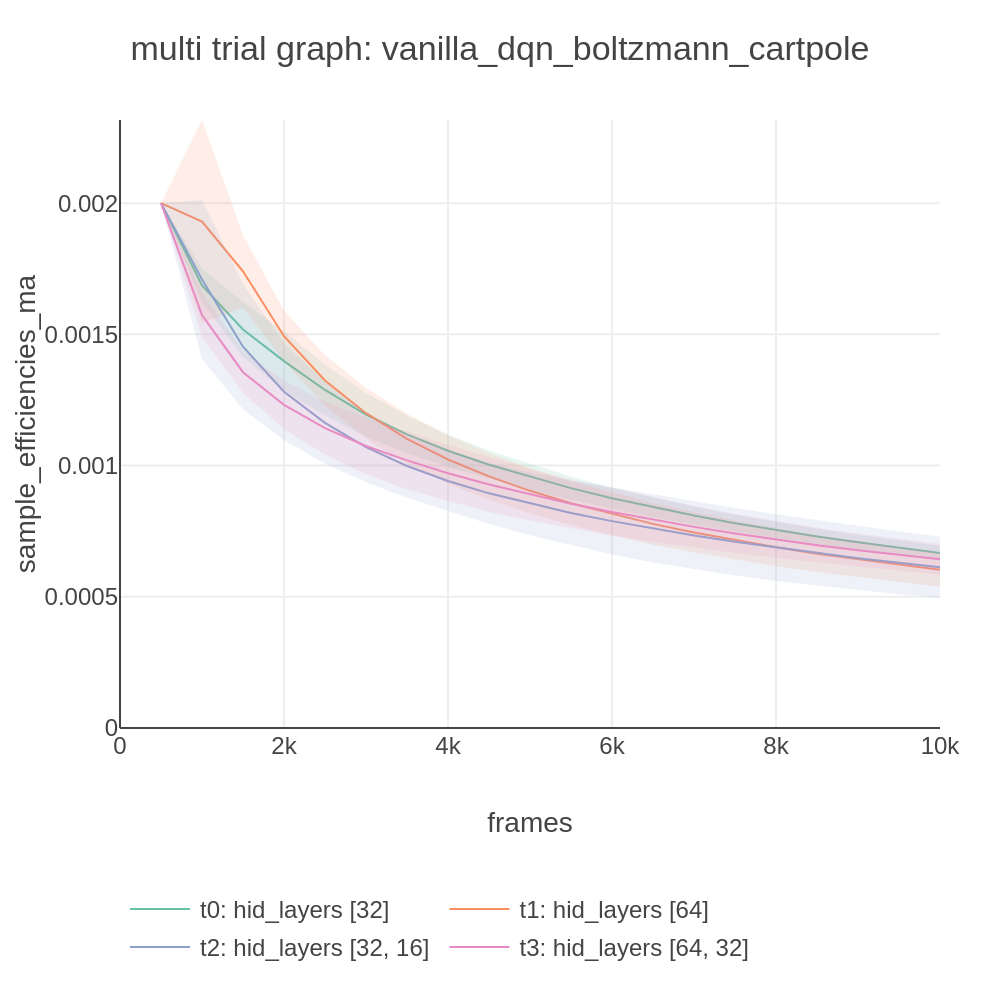 multi trial graph: vanilla_dqn_boltzmann_cartpole
sample_efficiencies_ma
0.002
0.0015
0.001
0.0005
0
0 2k 4k 6k 8k 10k
frames
t0: hid_layers [32] t1: hid_layers [64]
t2: hid_layers [32, 16] t3: hid_layers [64, 32]